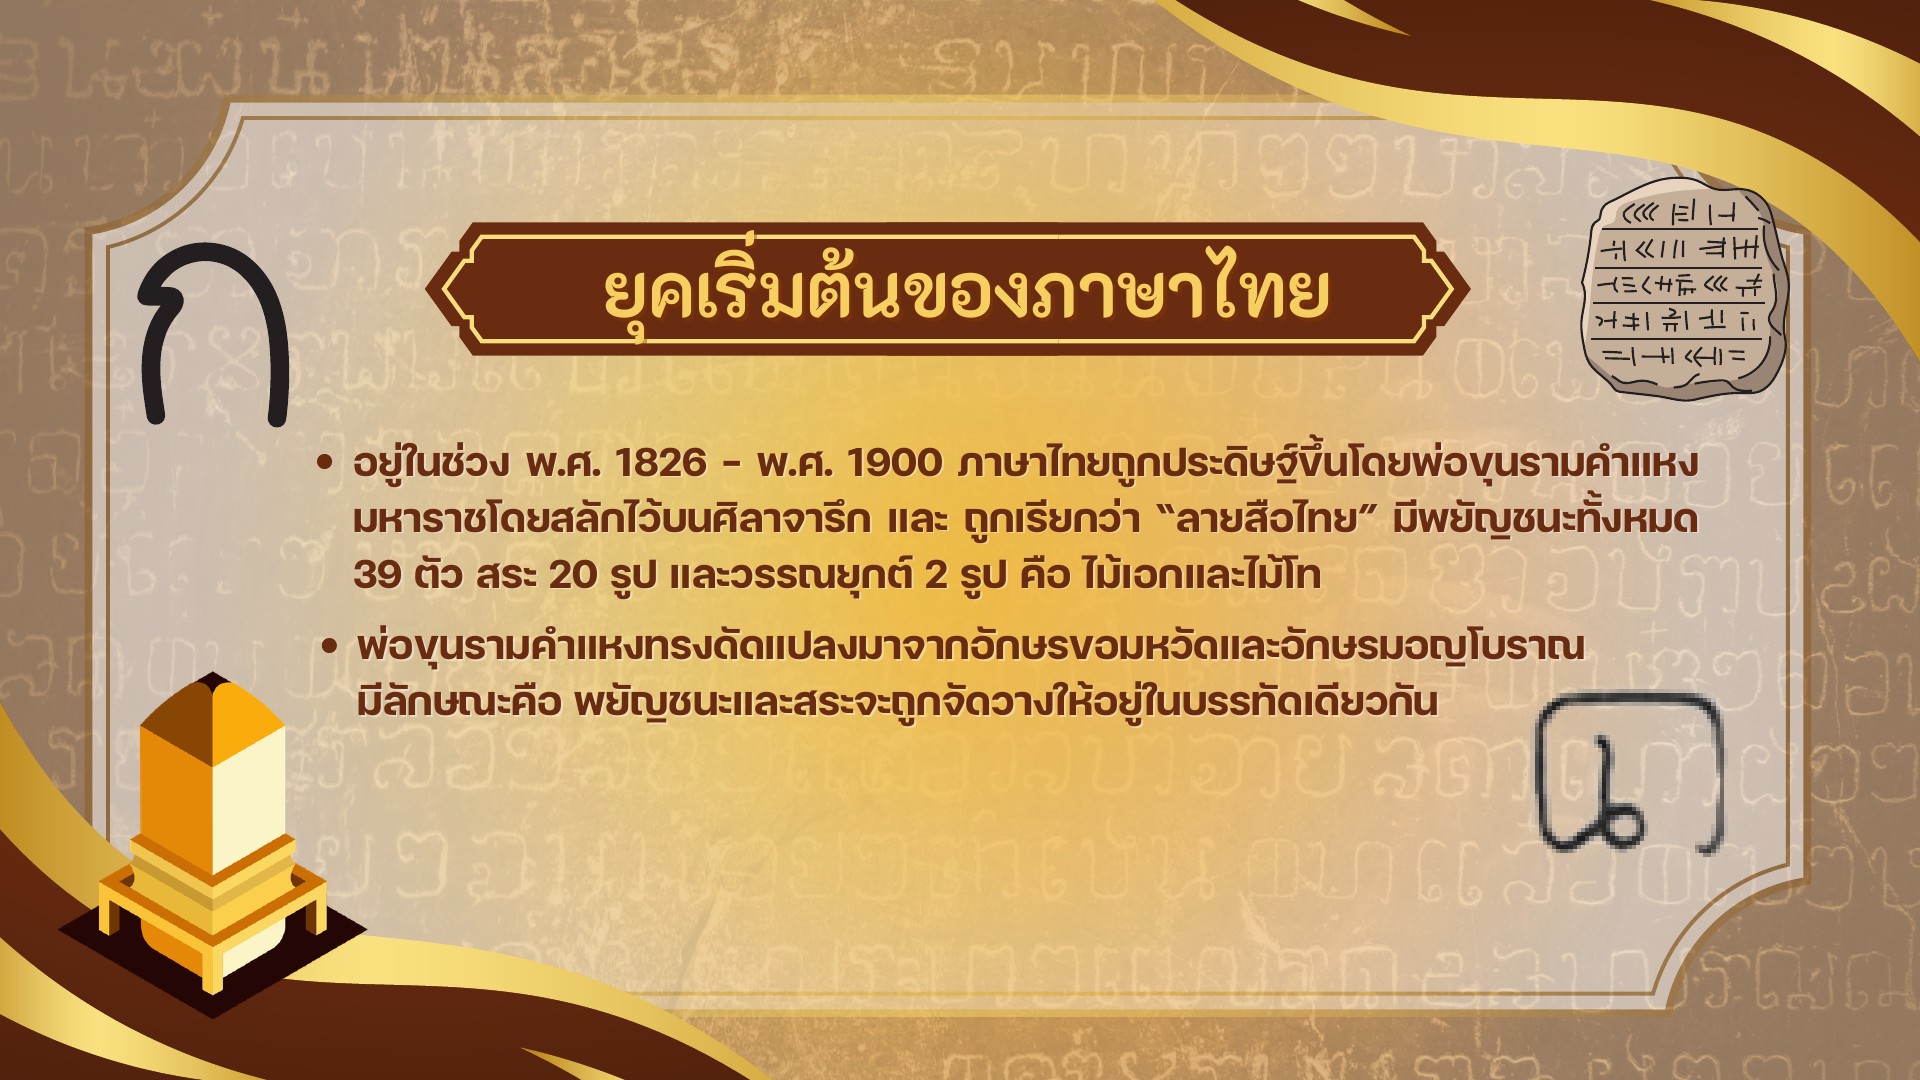 ยุคเริ่มต้นของภาษาไทย
ก
• อยู่ในช่วง พ.ศ. 1826 - พ.ศ. 1900 ภาษาไทยถูกประดิษฐ์ขึ้นโดยพ่อขุนรามคำแหง
มหาราชโดยสลักไว้บนศิลาจารึก และ ถูกเรียกว่า “ลายสือไทย” มีพยัญชนะทั้งหมด
39 ตัว สระ 20 รูป และวรรณยุกต์ 2 รูป คือ ไม้เอกและไม้โท
• พ่อขุนรามคำแหงทรงดัดแปลงมาจากอักษรขอมหวัดและอักษรมอญโบราณ
มีลักษณะคือ พยัญชนะและสระจะถูกจัดวางให้อยู่ในบรรทัดเดียวกัน